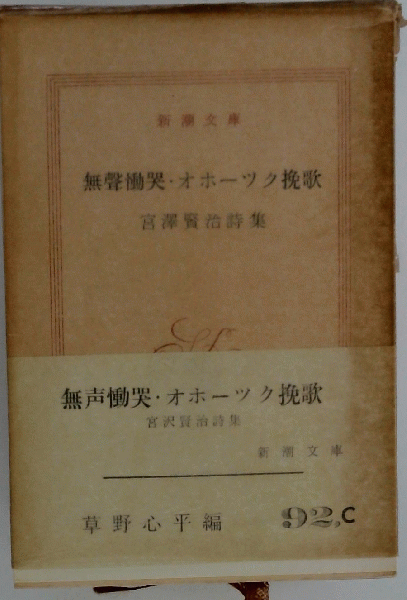 新潮文庫
無聲慟哭・オホーツク挽歌
宮澤賢治詩集
無声慟哭・オホーツク挽歌
宮沢賢治詩集
新潮文庫
草野心平編
92,C